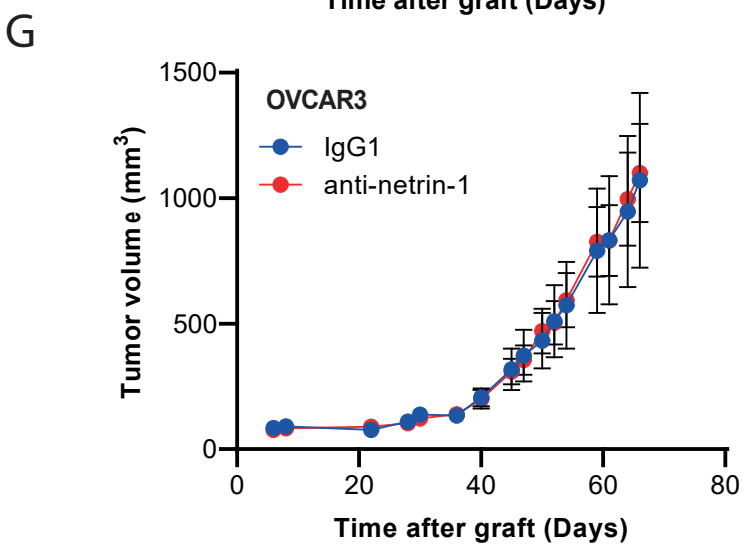 Time after graft (Days)
G
1500
OVCAR3
IgG1
anti-netrin-1
1000
Tumor volume (mm³)
500
0
0 20 40 60 80
Time after graft (Days)